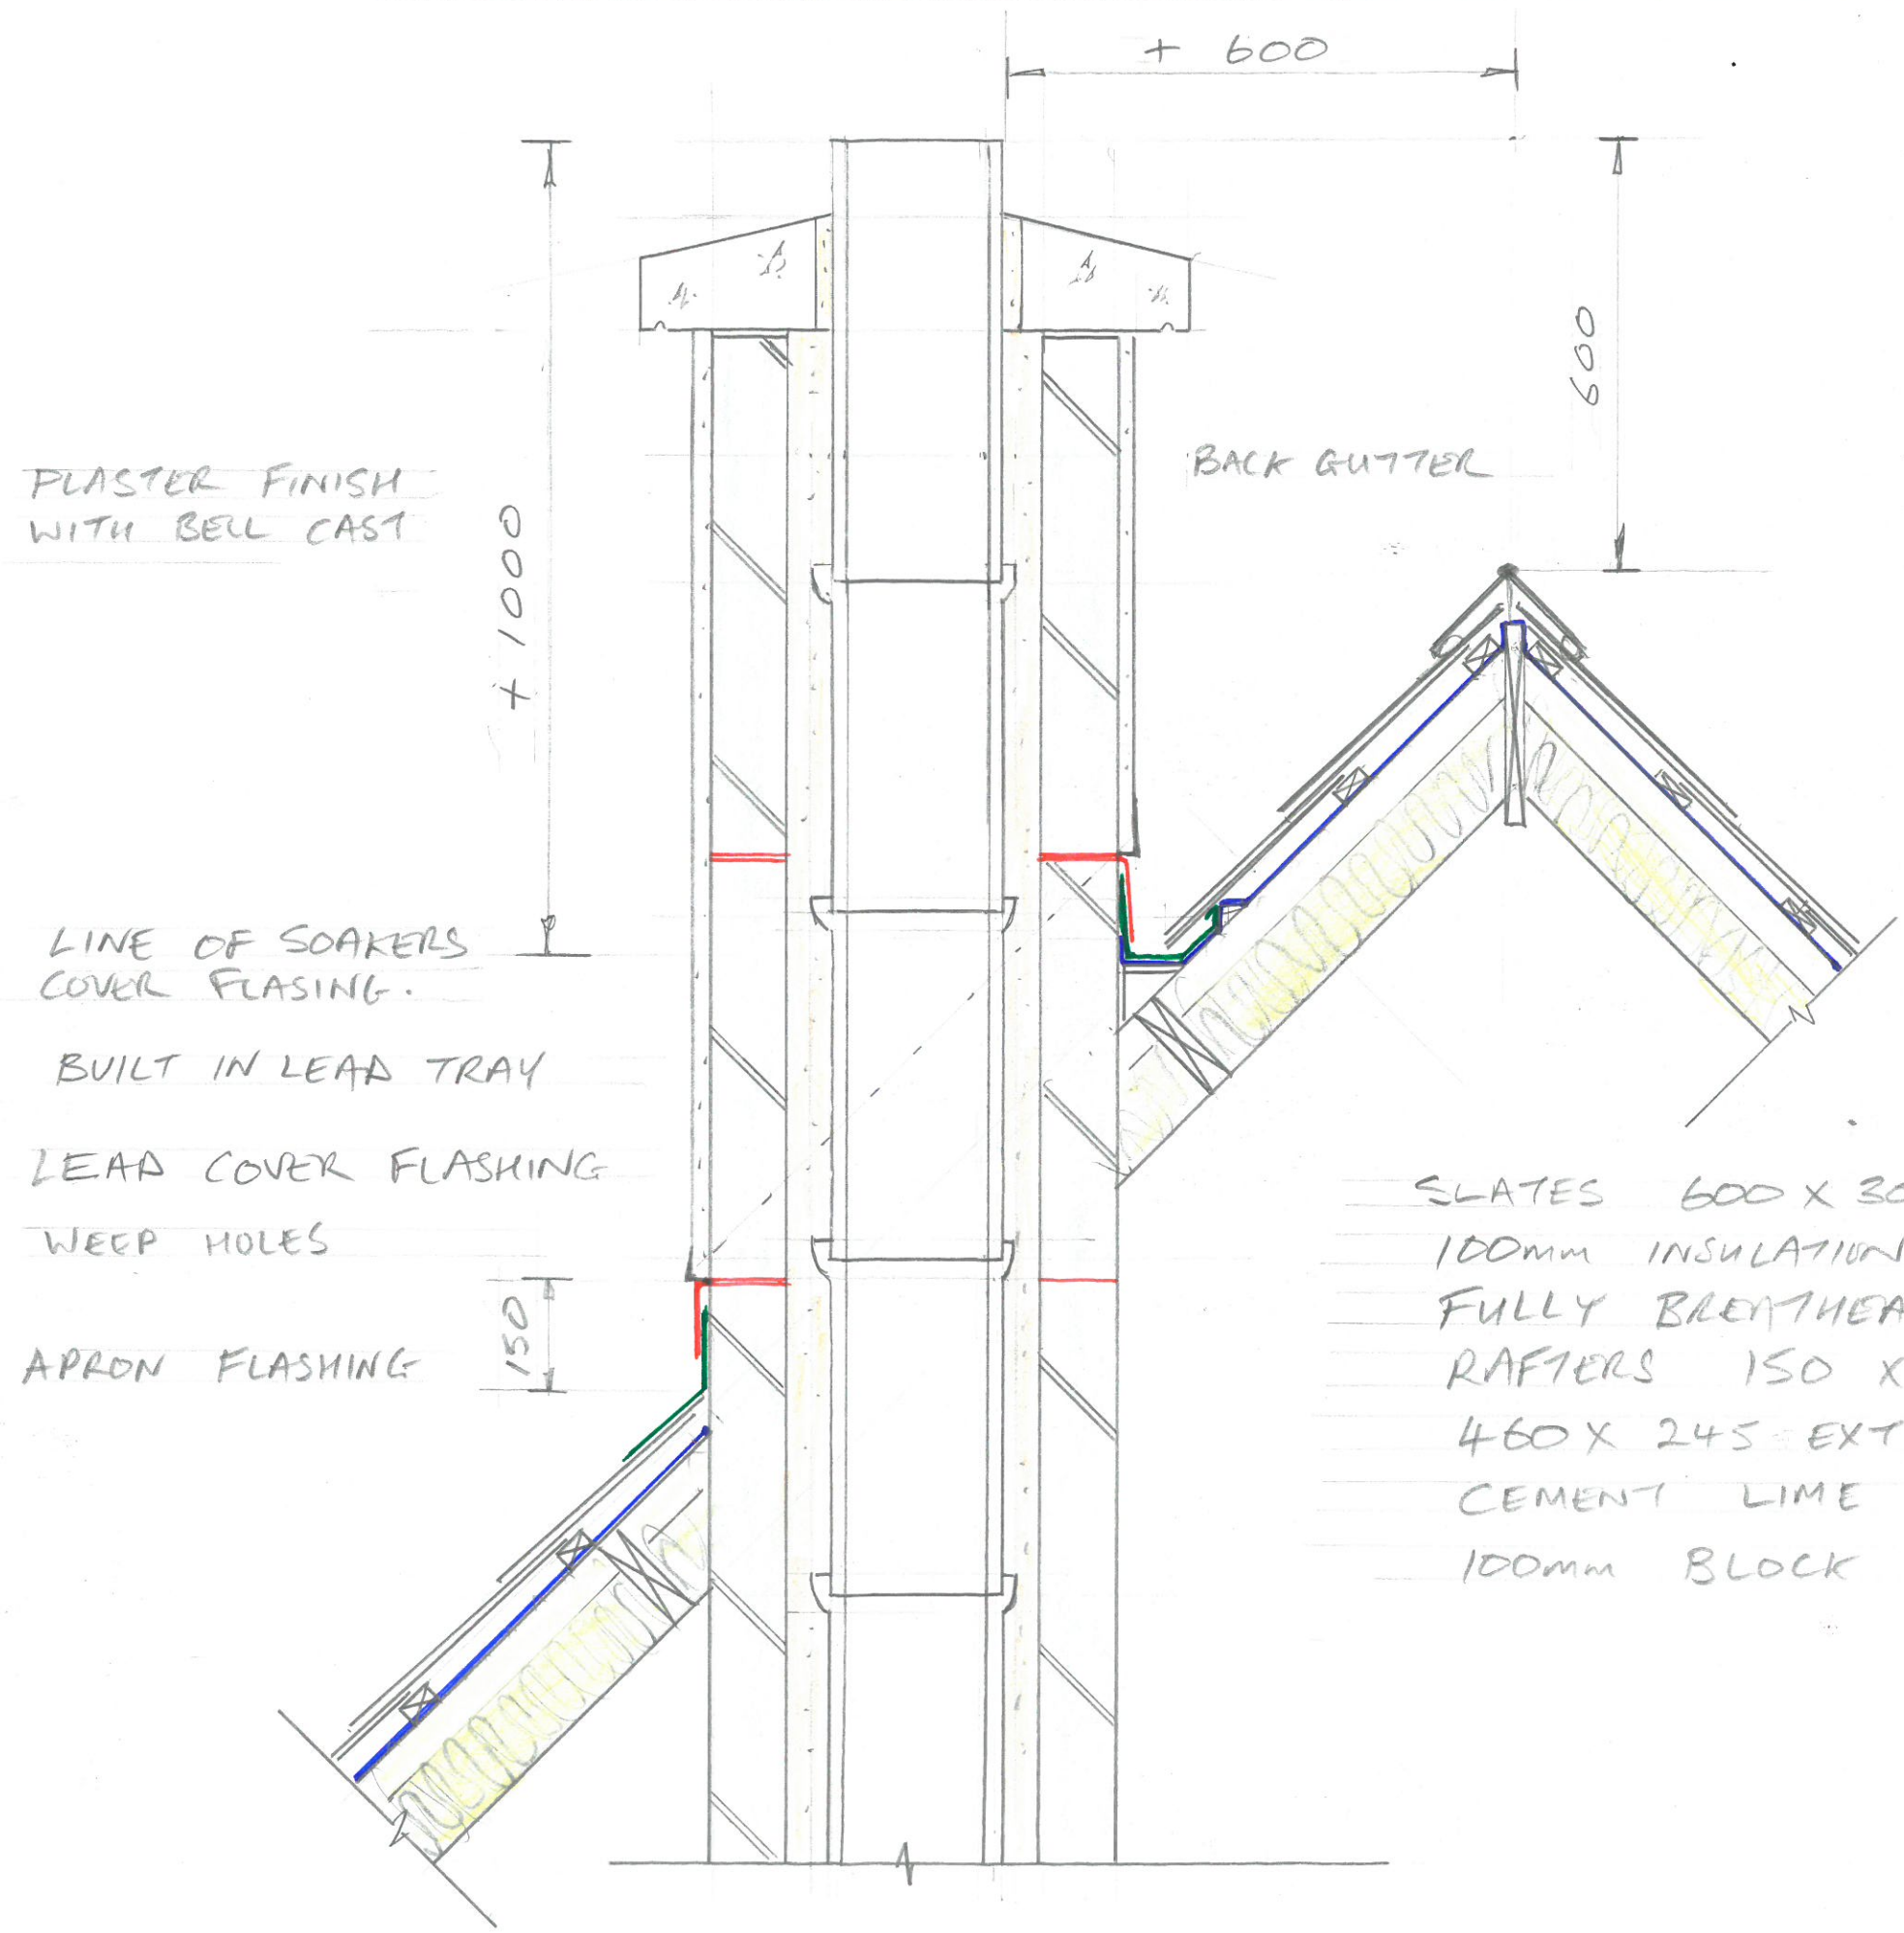 + 600
600
BACK GUTTER
PLASTER FINISH
WITH BELL CAST
+ 1000
LINE OF SOAKERS
COVER FLASING.
BUILT IN LEAD TRAY
LEAD COVER FLASHING
WEEP HOLES
150
APRON FLASHING
SLATES 600 X 30
100mm INSULATION
FULLY BREATHEA
RAFTERS 150 X
460 X 245 EXT
CEMENT LIME
100mm BLOCK